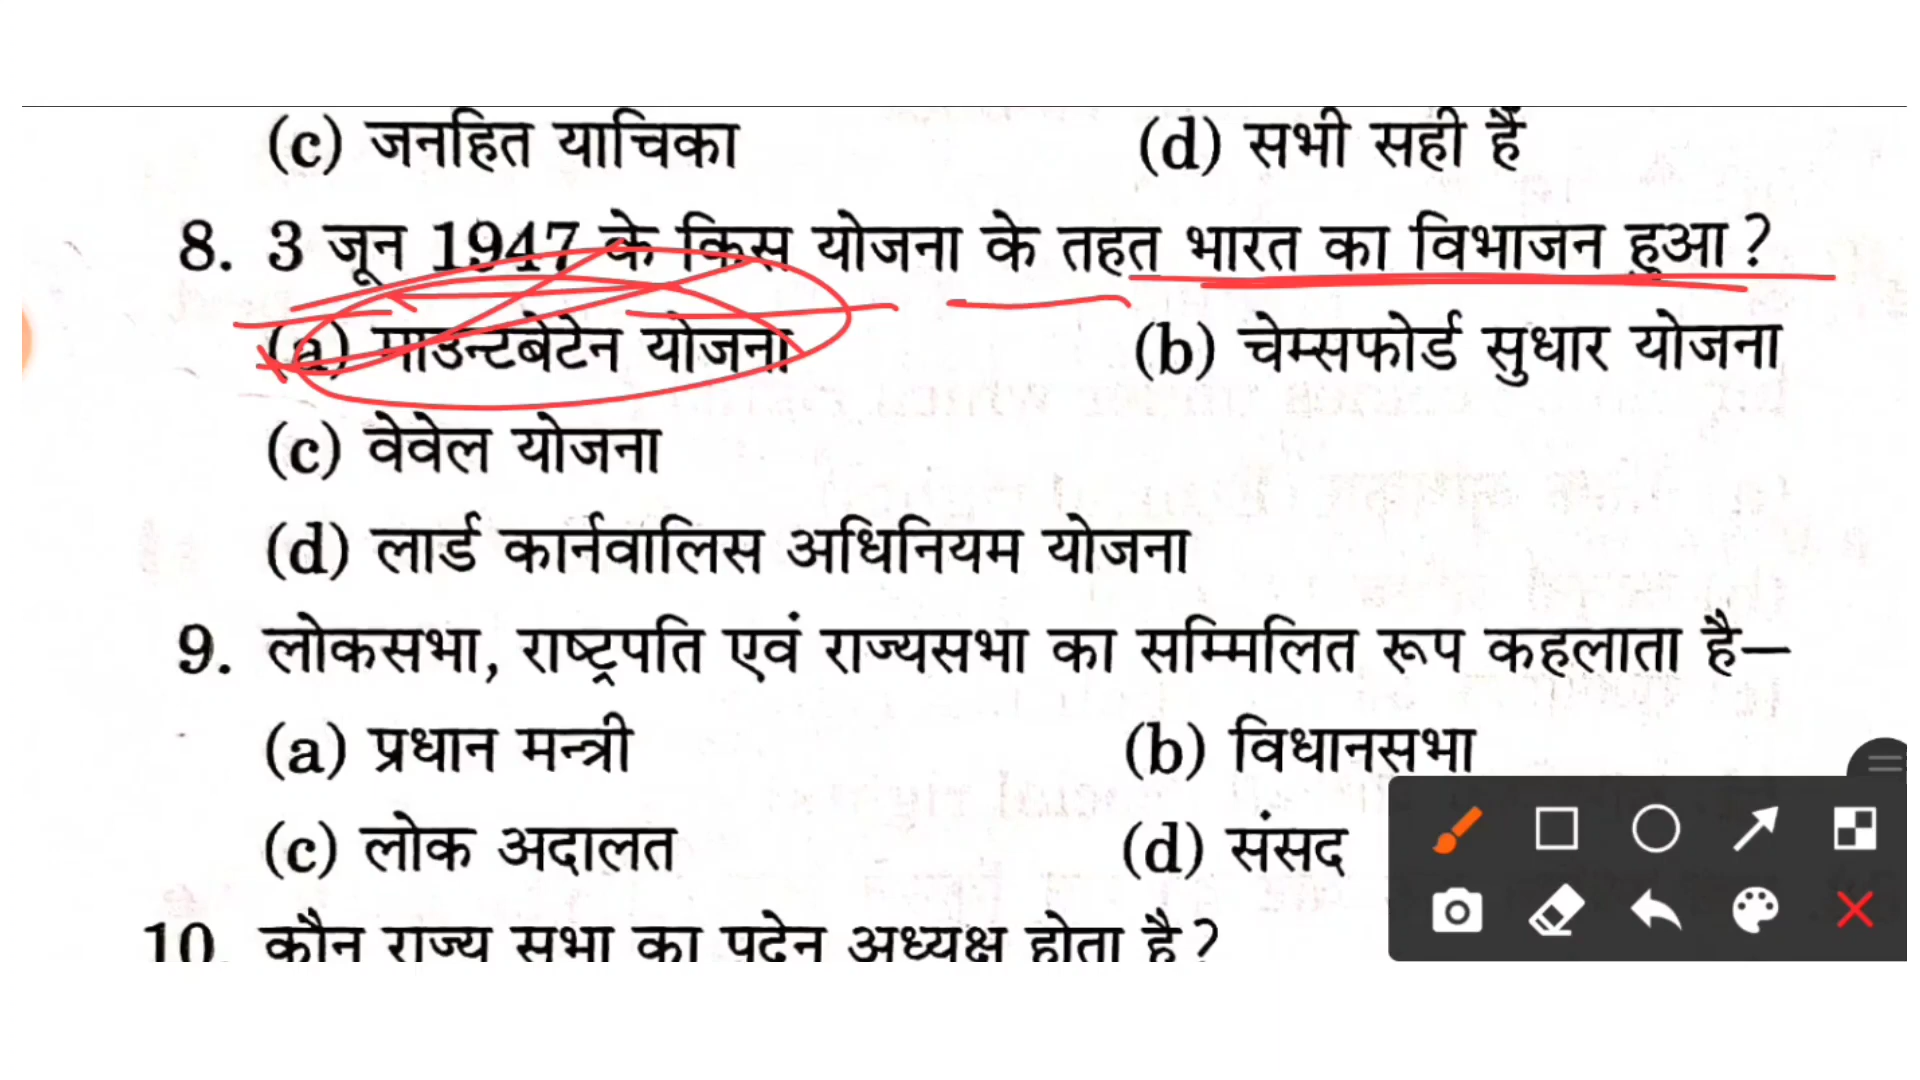 (c) जनहित याचिका (d) सभी सही हैं
8. 3 जून 1947 के किस योजना के तहत भारत का विभाजन हुआ ?
(a) माउन्टबेटेन योजना (b) चेम्सफोर्ड सुधार योजना
(c) वेवेल योजना
(d) लार्ड कार्नवालिस अधिनियम योजना
9. लोकसभा, राष्ट्रपति एवं राज्यसभा का सम्मिलित रूप कहलाता है—
(a) प्रधान मन्त्री (b) विधानसभा
(c) लोक अदालत (d) संसद
10. कौन राज्य सभा का पदेन अध्यक्ष होता है ?